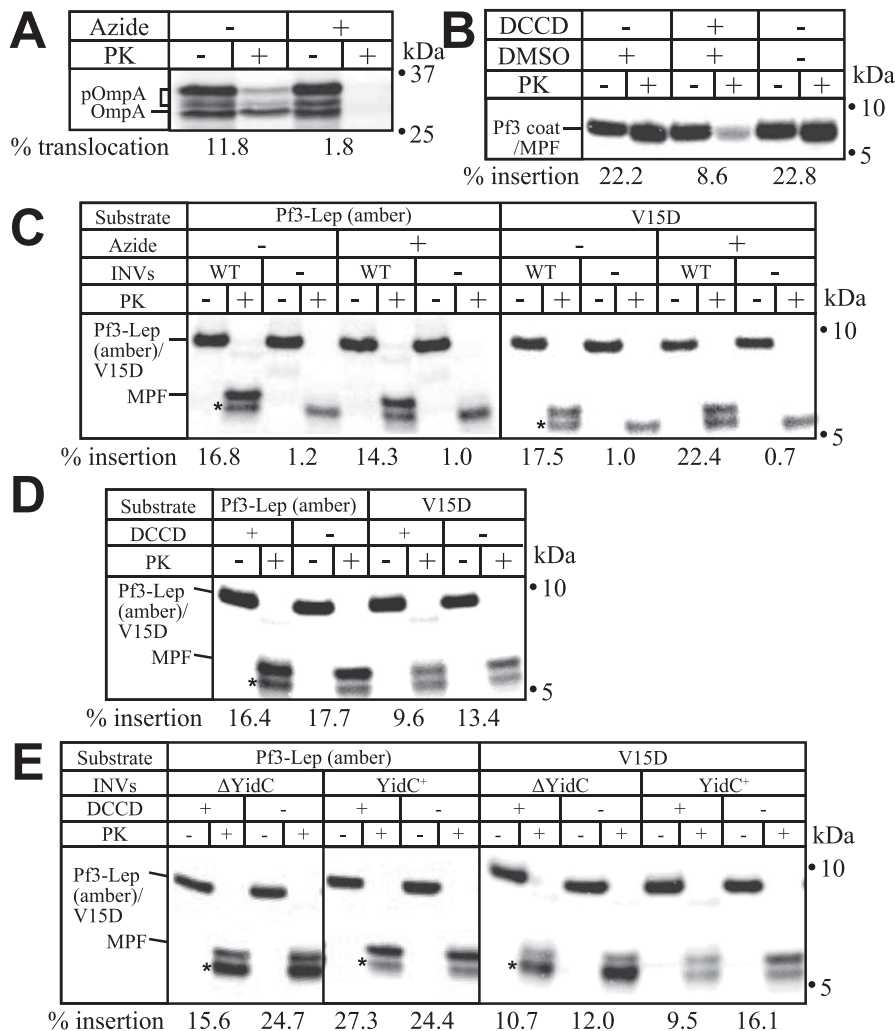 A
Azide - +
PK - + - + kDa
pOmpA
OmpA
37
25
% translocation 11.8 1.8
B
DCCD - + -
DMSO + + -
PK - + - + - + kDa
Pf3 coat
/MPF
10
5
% insertion 22.2 8.6 22.8
C
Substrate Pf3-Lep (amber) V15D
Azide - + - +
INVs WT - WT - WT - WT -
PK - + - + - + - + - + - + - + - + kDa
Pf3-Lep
(amber)/
V15D
MPF
* *
10
5
% insertion 16.8 1.2 14.3 1.0 17.5 1.0 22.4 0.7
D
Substrate Pf3-Lep (amber) V15D
DCCD + - + -
PK - + - + - + - + kDa
Pf3-Lep
(amber)/
V15D
MPF
*
10
5
% insertion 16.4 17.7 9.6 13.4
E
Substrate Pf3-Lep (amber) V15D
INVs ΔYidC YidC⁺ ΔYidC YidC⁺
DCCD + - + - + - + -
PK - + - + - + - + - + - + - + - + kDa
Pf3-Lep
(amber)/
V15D
MPF
* * *
10
5
% insertion 15.6 24.7 27.3 24.4 10.7 12.0 9.5 16.1